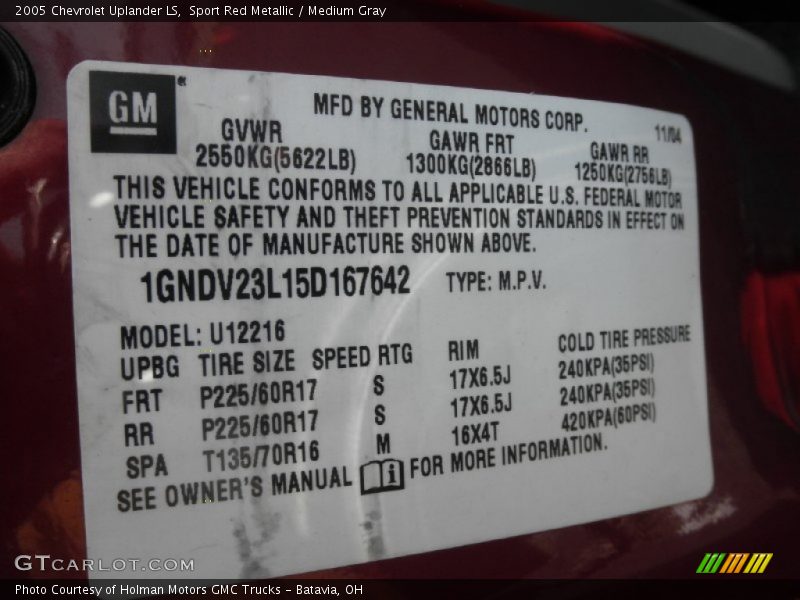 2005 Chevrolet Uplander LS, Sport Red Metallic / Medium Gray
GM
MFD BY GENERAL MOTORS CORP.
11/04
GVWR GAWR FRT GAWR RR
2550KG(5622LB) 1300KG(2866LB) 1250KG(2756LB)
THIS VEHICLE CONFORMS TO ALL APPLICABLE U.S. FEDERAL MOTOR
VEHICLE SAFETY AND THEFT PREVENTION STANDARDS IN EFFECT ON
THE DATE OF MANUFACTURE SHOWN ABOVE.
1GNDV23L15D167642 TYPE: M.P.V.
MODEL: U12216
UPBG TIRE SIZE SPEED RTG RIM COLD TIRE PRESSURE
FRT P225/60R17 S 17X6.5J 240KPA(35PSI)
RR P225/60R17 S 17X6.5J 240KPA(35PSI)
SPA T135/70R16 M 16X4T 420KPA(60PSI)
SEE OWNER'S MANUAL i FOR MORE INFORMATION.
GTCARLOT.COM
Photo Courtesy of Holman Motors GMC Trucks - Batavia, OH